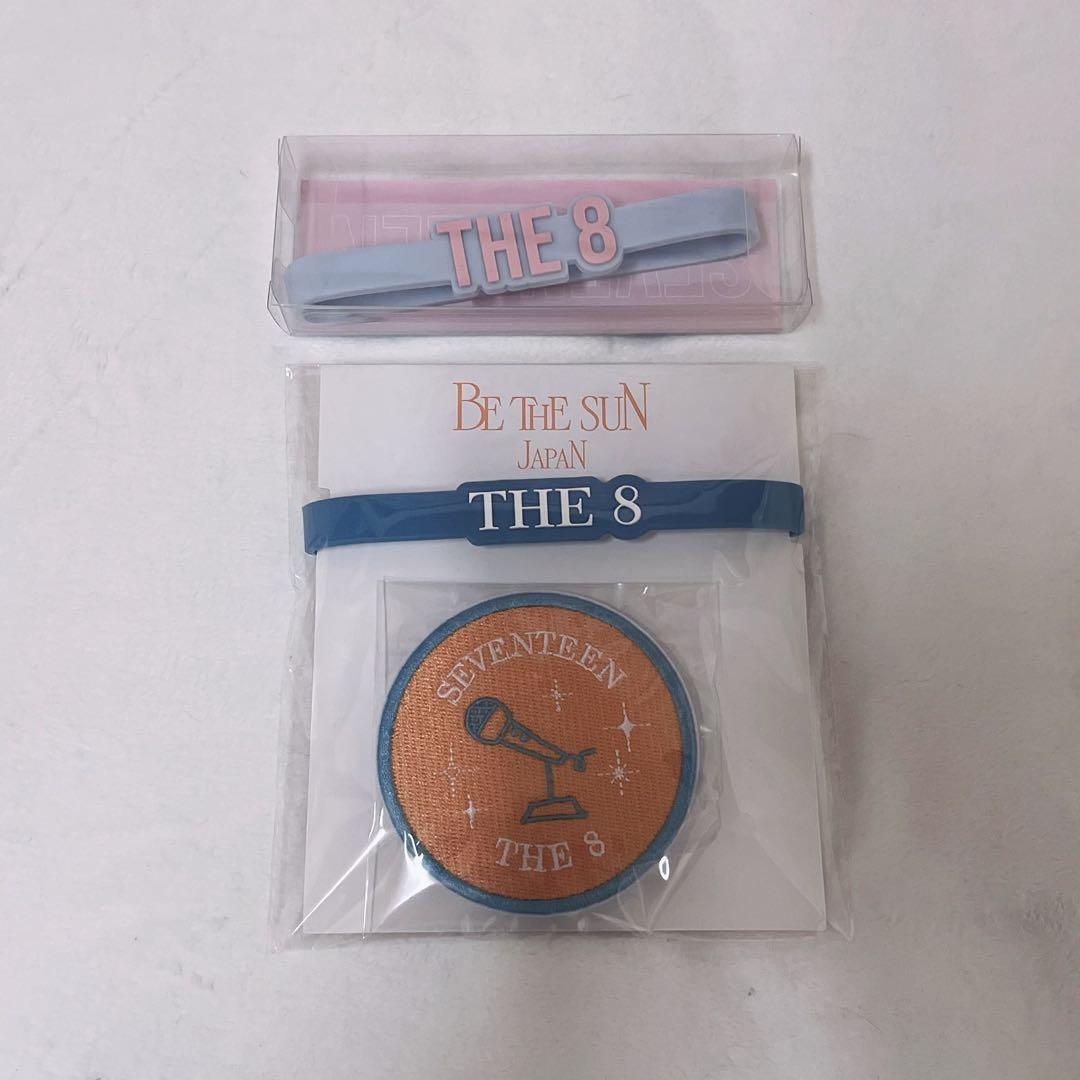 THE 8
BE THE SUN
JAPAN
THE 8
SEVENTEEN
THE 8